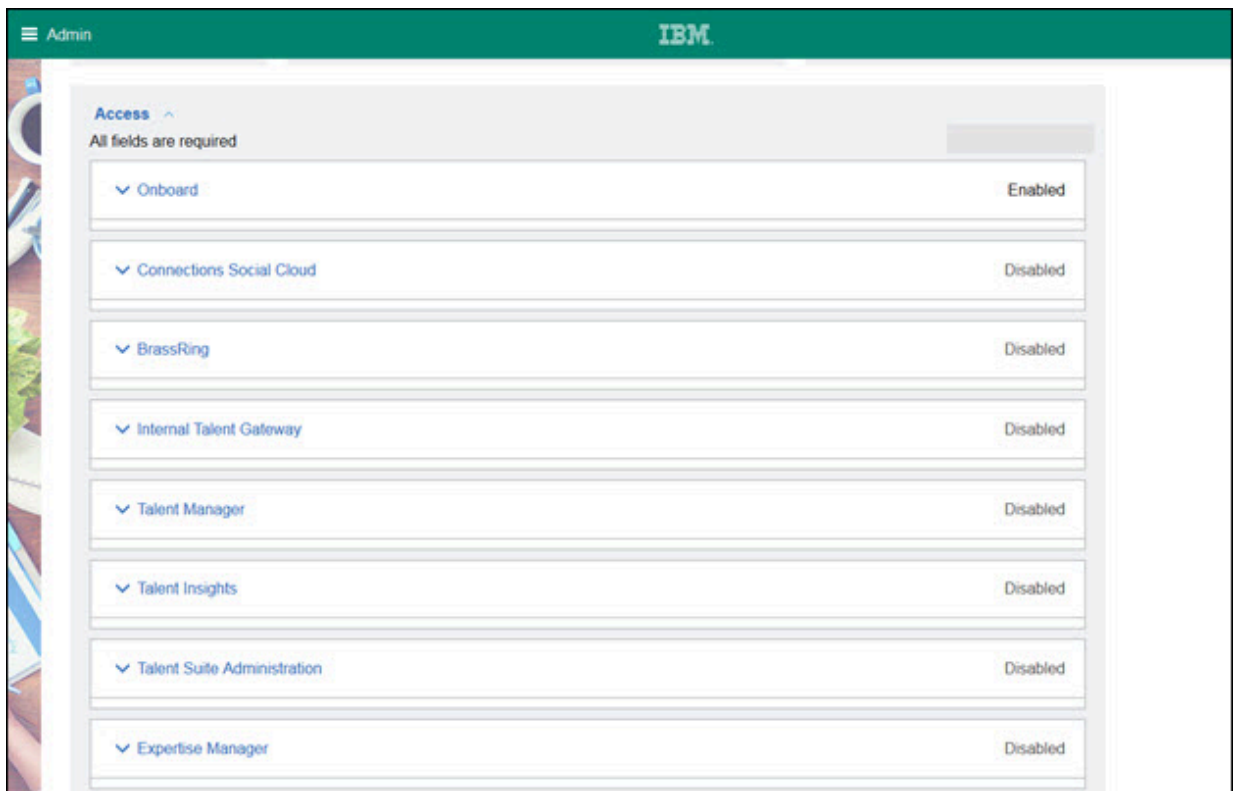 Admin
IBM
Access
All fields are required
Onboard Enabled
Connections Social Cloud Disabled
BrassRing Disabled
Internal Talent Gateway Disabled
Talent Manager Disabled
Talent Insights Disabled
Talent Suite Administration Disabled
Expertise Manager Disabled